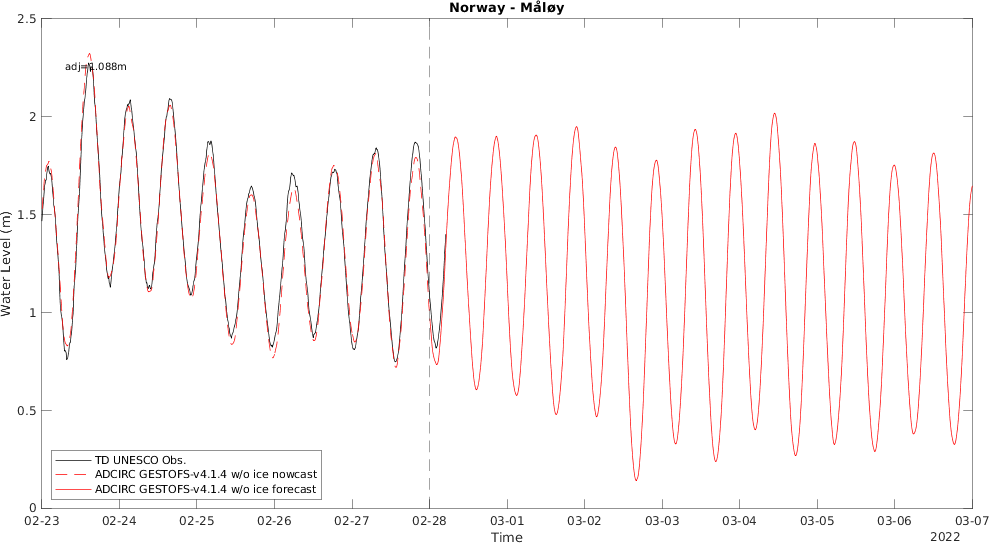 Norway - Måløy
2.5
2
1.5
1
0.5
0
Water Level (m)
adj=1.088m
TD UNESCO Obs.
ADCIRC GESTOFS-v4.1.4 w/o ice nowcast
ADCIRC GESTOFS-v4.1.4 w/o ice forecast
02-23 02-24 02-25 02-26 02-27 02-28 03-01 03-02 03-03 03-04 03-05 03-06 03-07
Time
2022